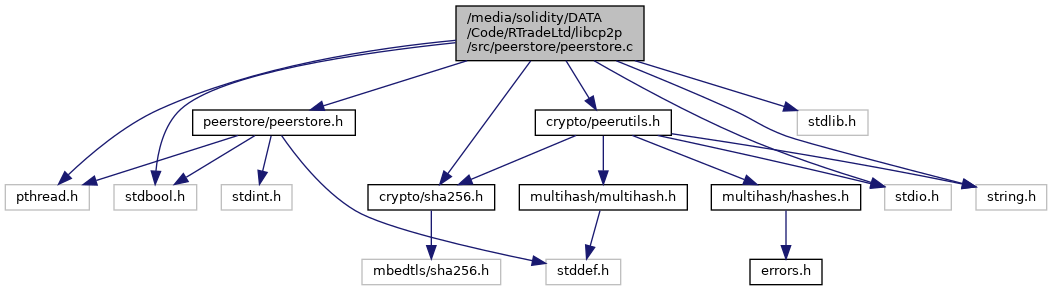 /media/solidity/DATA
/Code/RTradeLtd/libcp2p
/src/peerstore/peerstore.c
peerstore/peerstore.h
crypto/peerutils.h
stdlib.h
pthread.h
stdbool.h
stdint.h
crypto/sha256.h
multihash/multihash.h
multihash/hashes.h
stdio.h
string.h
mbedtls/sha256.h
stddef.h
errors.h